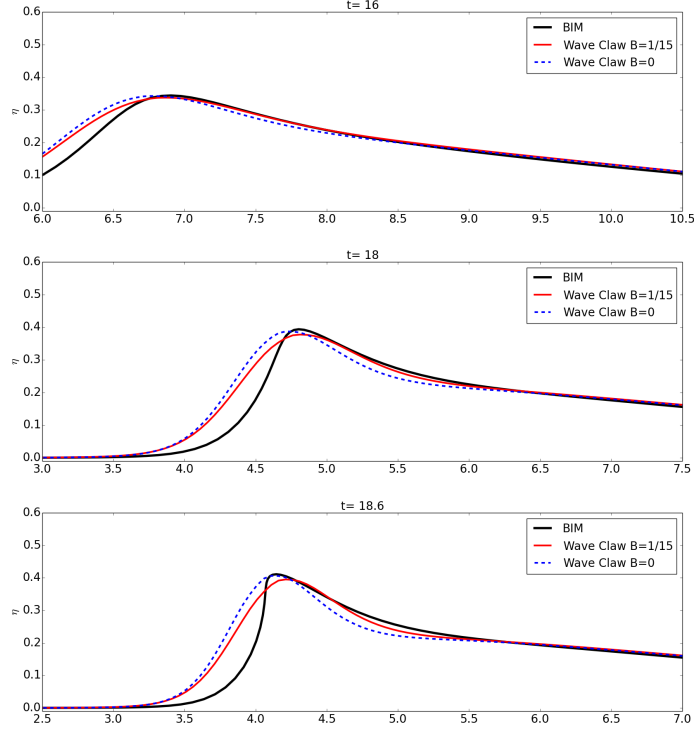 t= 16
0.6
0.5
0.4
0.3
0.2
0.1
0.0
η
BIM
Wave Claw B=1/15
Wave Claw B=0
6.0 6.5 7.0 7.5 8.0 8.5 9.0 9.5 10.0 10.5
t= 18
0.6
0.5
0.4
0.3
0.2
0.1
0.0
η
BIM
Wave Claw B=1/15
Wave Claw B=0
3.0 3.5 4.0 4.5 5.0 5.5 6.0 6.5 7.0 7.5
t= 18.6
0.6
0.5
0.4
0.3
0.2
0.1
0.0
η
BIM
Wave Claw B=1/15
Wave Claw B=0
2.5 3.0 3.5 4.0 4.5 5.0 5.5 6.0 6.5 7.0